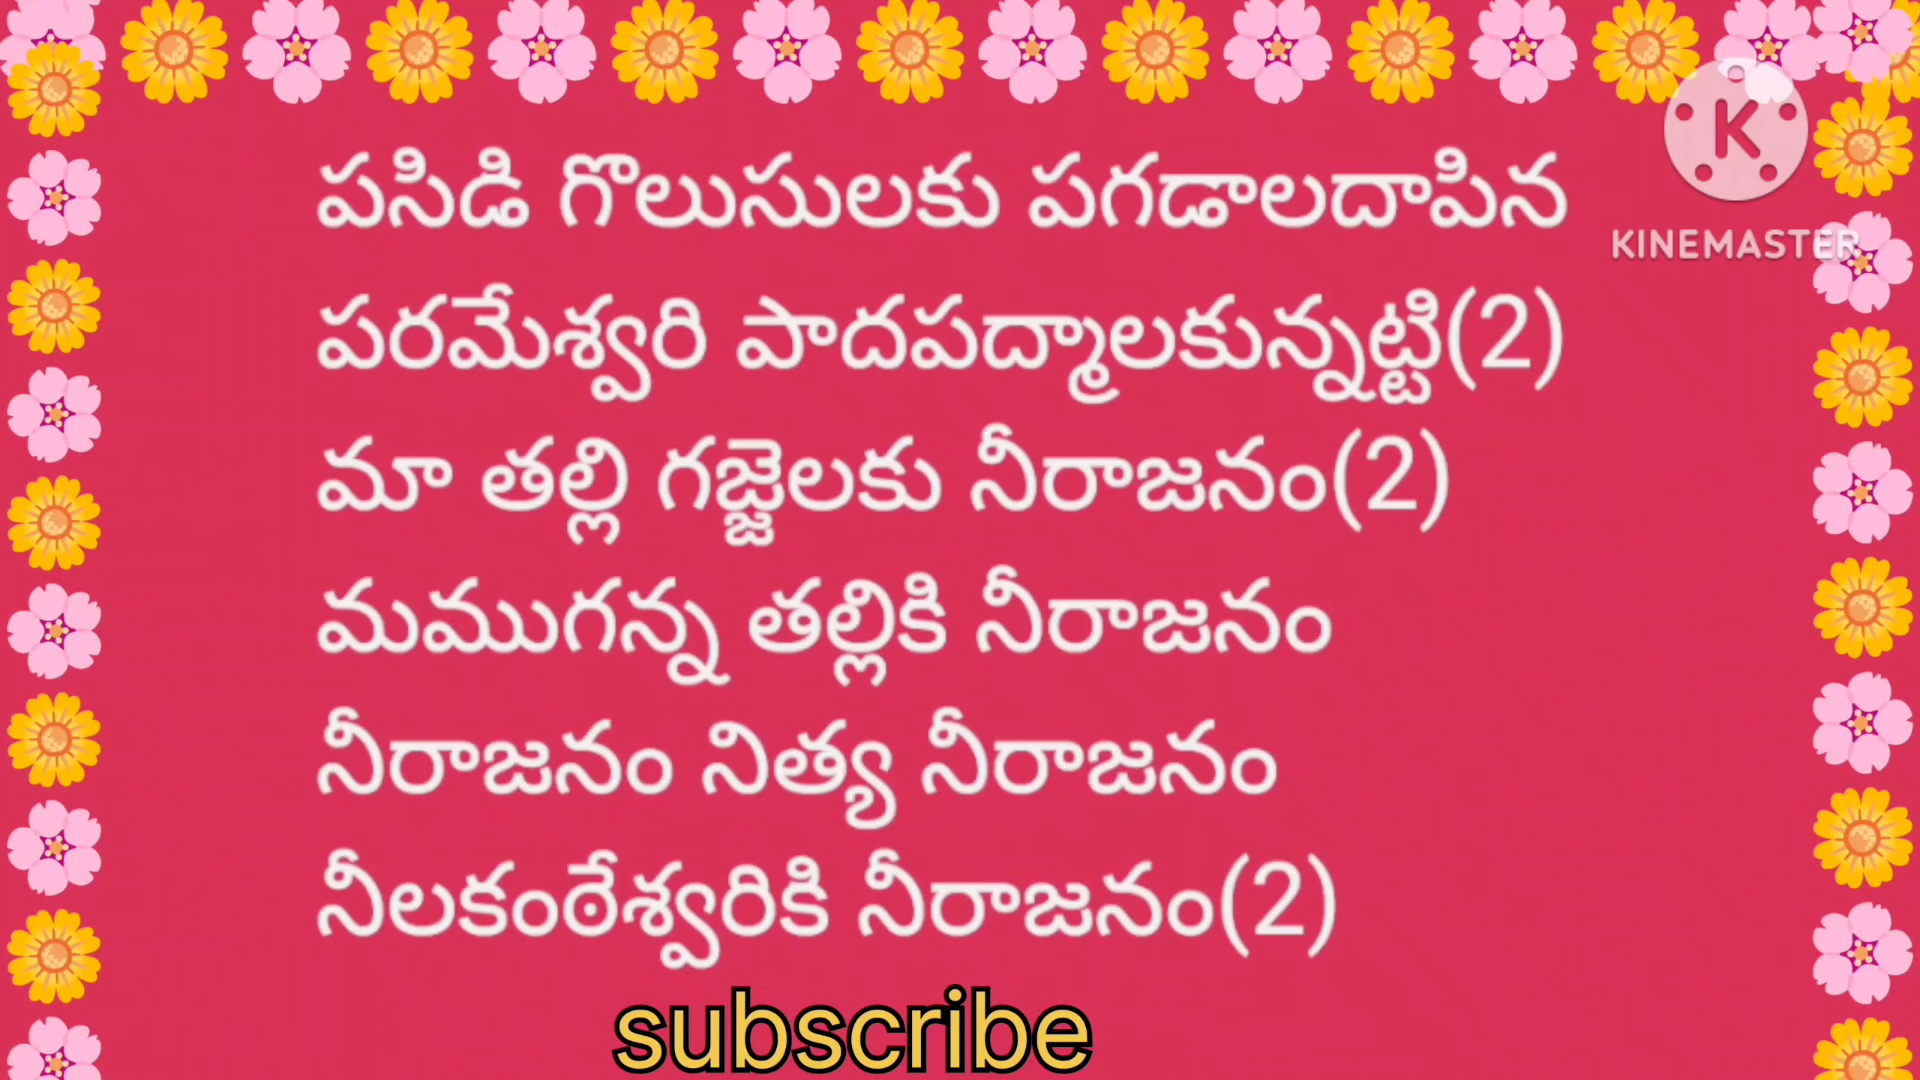 పసిడి గొలుసులకు పగడాలదాపిన
పరమేశ్వరి పాదపద్మాలకున్నట్టి(2)
మా తల్లి గజ్జెలకు నీరాజనం(2)
మముగన్న తల్లికి నీరాజనం
నీరాజనం నిత్య నీరాజనం
నీలకంఠేశ్వరికి నీరాజనం(2)
subscribe
K
KINEMASTER